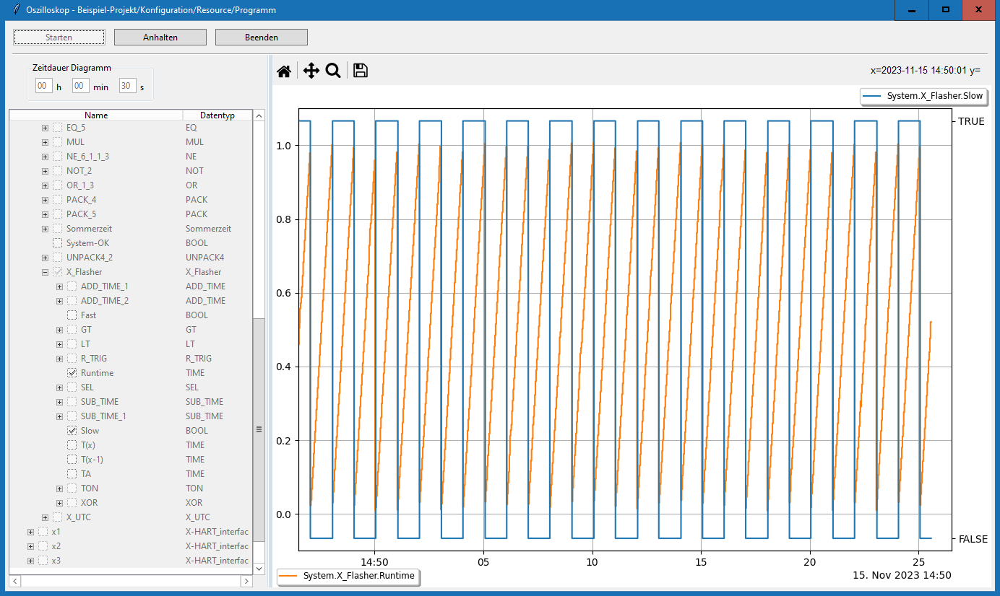 Oszilloskop - Beispiel-Projekt/Konfiguration/Resource/Programm
Starten Anhalten Beenden
Zeitdauer Diagramm
00 h 00 min 30 s
x=2023-11-15 14:50:01 y=
Name Datentyp
EQ_5 EQ
MUL MUL
NE_6_1_1_3 NE
NOT_2 NOT
OR_1_3 OR
PACK_4 PACK
PACK_5 PACK
Sommerzeit Sommerzeit
System-OK BOOL
UNPACK4_2 UNPACK4
X_Flasher X_Flasher
ADD_TIME_1 ADD_TIME
ADD_TIME_2 ADD_TIME
Fast BOOL
GT GT
LT LT
R_TRIG R_TRIG
Runtime TIME
SEL SEL
SUB_TIME SUB_TIME
SUB_TIME_1 SUB_TIME
Slow BOOL
T(x) TIME
T(x-1) TIME
TA TIME
TON TON
XOR XOR
X_UTC X_UTC
x1 X-HART_interfac
x2 X-HART_interfac
x3 X-HART_interfac
System.X_Flasher.Slow
TRUE
1.0
0.8
0.6
0.4
0.2
0.0
FALSE
14:50 05 10 15 20 25
System.X_Flasher.Runtime
15. Nov 2023 14:50